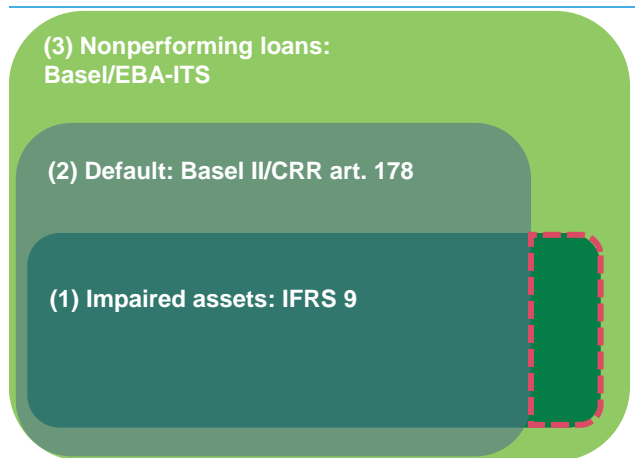 (3) Nonperforming loans:
Basel/EBA-ITS
(2) Default: Basel II/CRR art. 178
(1) Impaired assets: IFRS 9